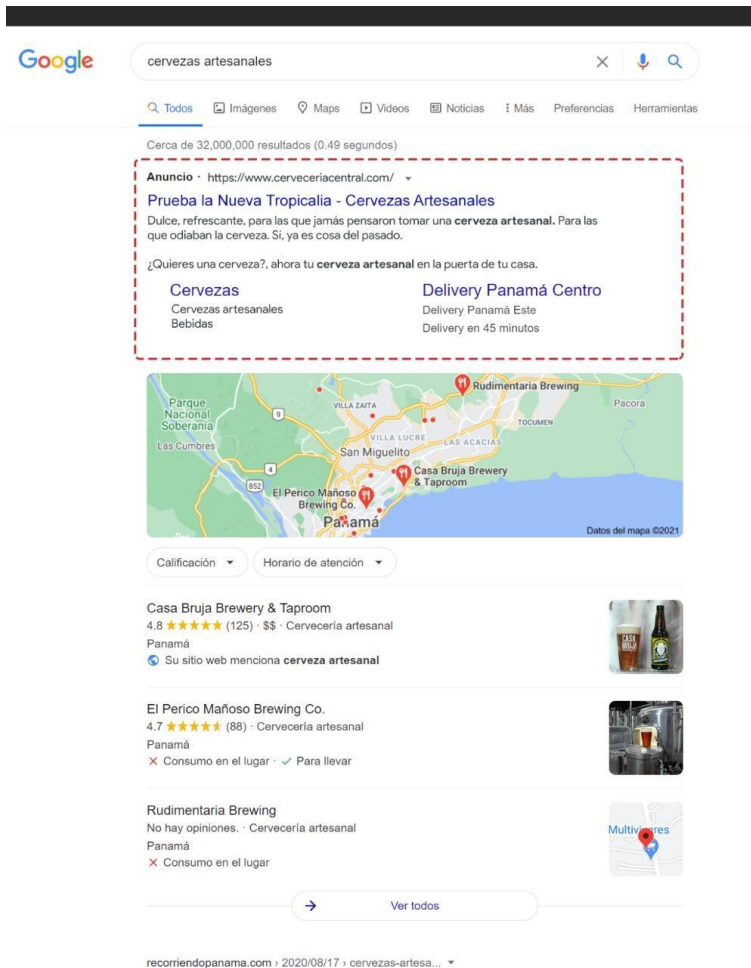 Google
cervezas artesanales
Todos Imágenes Maps Videos Noticias Más Preferencias Herramientas
Cerca de 32,000,000 resultados (0.49 segundos)
Anuncio · https://www.cerveceriacentral.com/
Prueba la Nueva Tropicalia - Cervezas Artesanales
Dulce, refrescante, para las que jamás pensaron tomar una cerveza artesanal. Para las
que odiaban la cerveza. Sí, ya es cosa del pasado.
¿Quieres una cerveza?, ahora tu cerveza artesanal en la puerta de tu casa.
Cervezas
Cervezas artesanales
Bebidas
Delivery Panamá Centro
Delivery Panamá Este
Delivery en 45 minutos
Rudimentaria Brewing
Parque
Nacional
Soberanía
VILLA ZAITA
Pacora
9
TOCUMEN
VILLA LUCRE
LAS ACACIAS
Las Cumbres
San Miguelito
4
Casa Bruja Brewery
& Taproom
852
El Perico Mañoso
Brewing Co.
Panamá
Datos del mapa ©2021
Calificación Horario de atención
Casa Bruja Brewery & Taproom
4.8 (125) · $$ · Cervecería artesanal
Panamá
Su sitio web menciona cerveza artesanal
CASA
BRUJA
El Perico Mañoso Brewing Co.
4.7 (88) · Cervecería artesanal
Panamá
Consumo en el lugar · Para llevar
Rudimentaria Brewing
No hay opiniones. · Cervecería artesanal
Panamá
Consumo en el lugar
Ver todos
recorriendopanama.com › 2020/08/17 › cervezas-artesa...